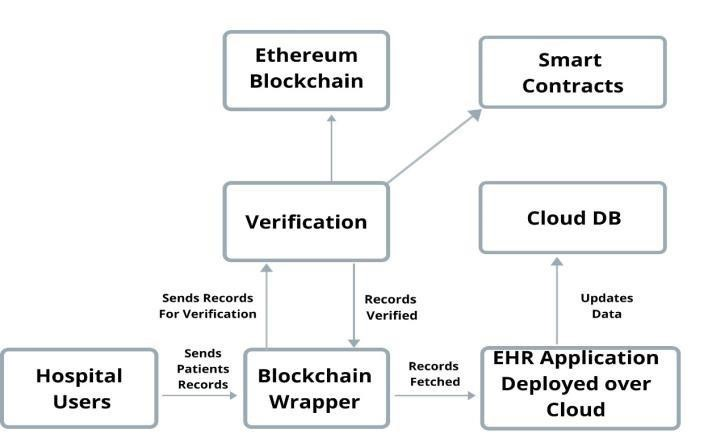 Ethereum
Blockchain
Smart
Contracts
Verification
Cloud DB
Sends Records
For Verification
Records
Verified
Updates
Data
Hospital
Users
Sends
Patients
Records
Blockchain
Wrapper
Records
Fetched
EHR Application
Deployed over
Cloud